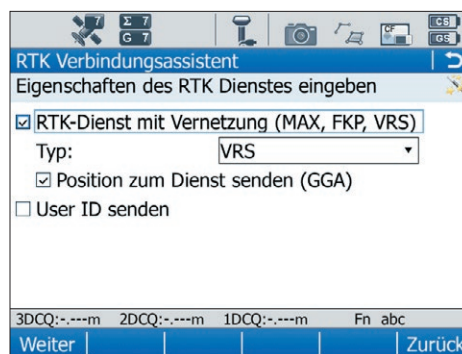 Σ 7
G 7
CF
CS
GS
RTK Verbindungsassistent
Eigenschaften des RTK Dienstes eingeben
RTK-Dienst mit Vernetzung (MAX, FKP, VRS)
Typ: VRS
Position zum Dienst senden (GGA)
User ID senden
3DCQ:-.---m 2DCQ:-.---m 1DCQ:-.---m Fn abc
Weiter Zurück